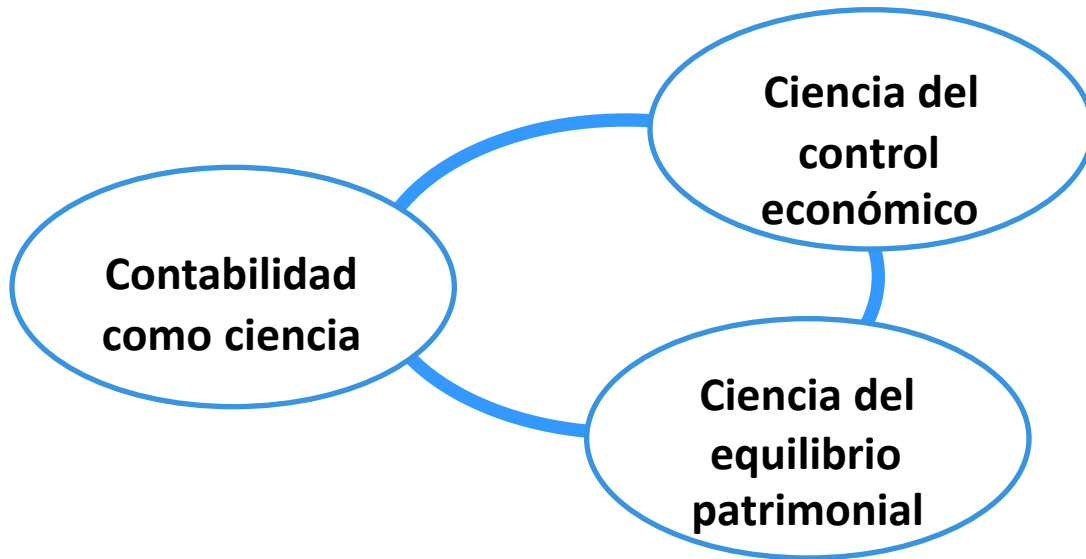 Contabilidad
como ciencia
Ciencia del
control
económico
Ciencia del
equilibrio
patrimonial